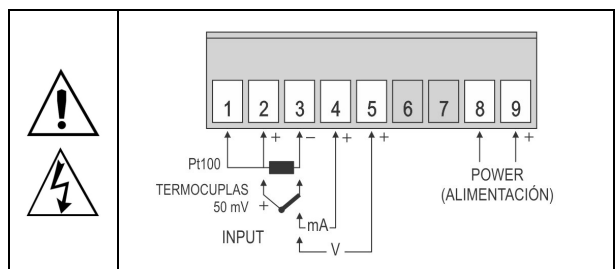 1 2 3 4 5 6 7 8 9
+ − + + +
Pt100
TERMOCUPLAS
50 mV +
mA
INPUT
V
POWER
(ALIMENTACIÓN)